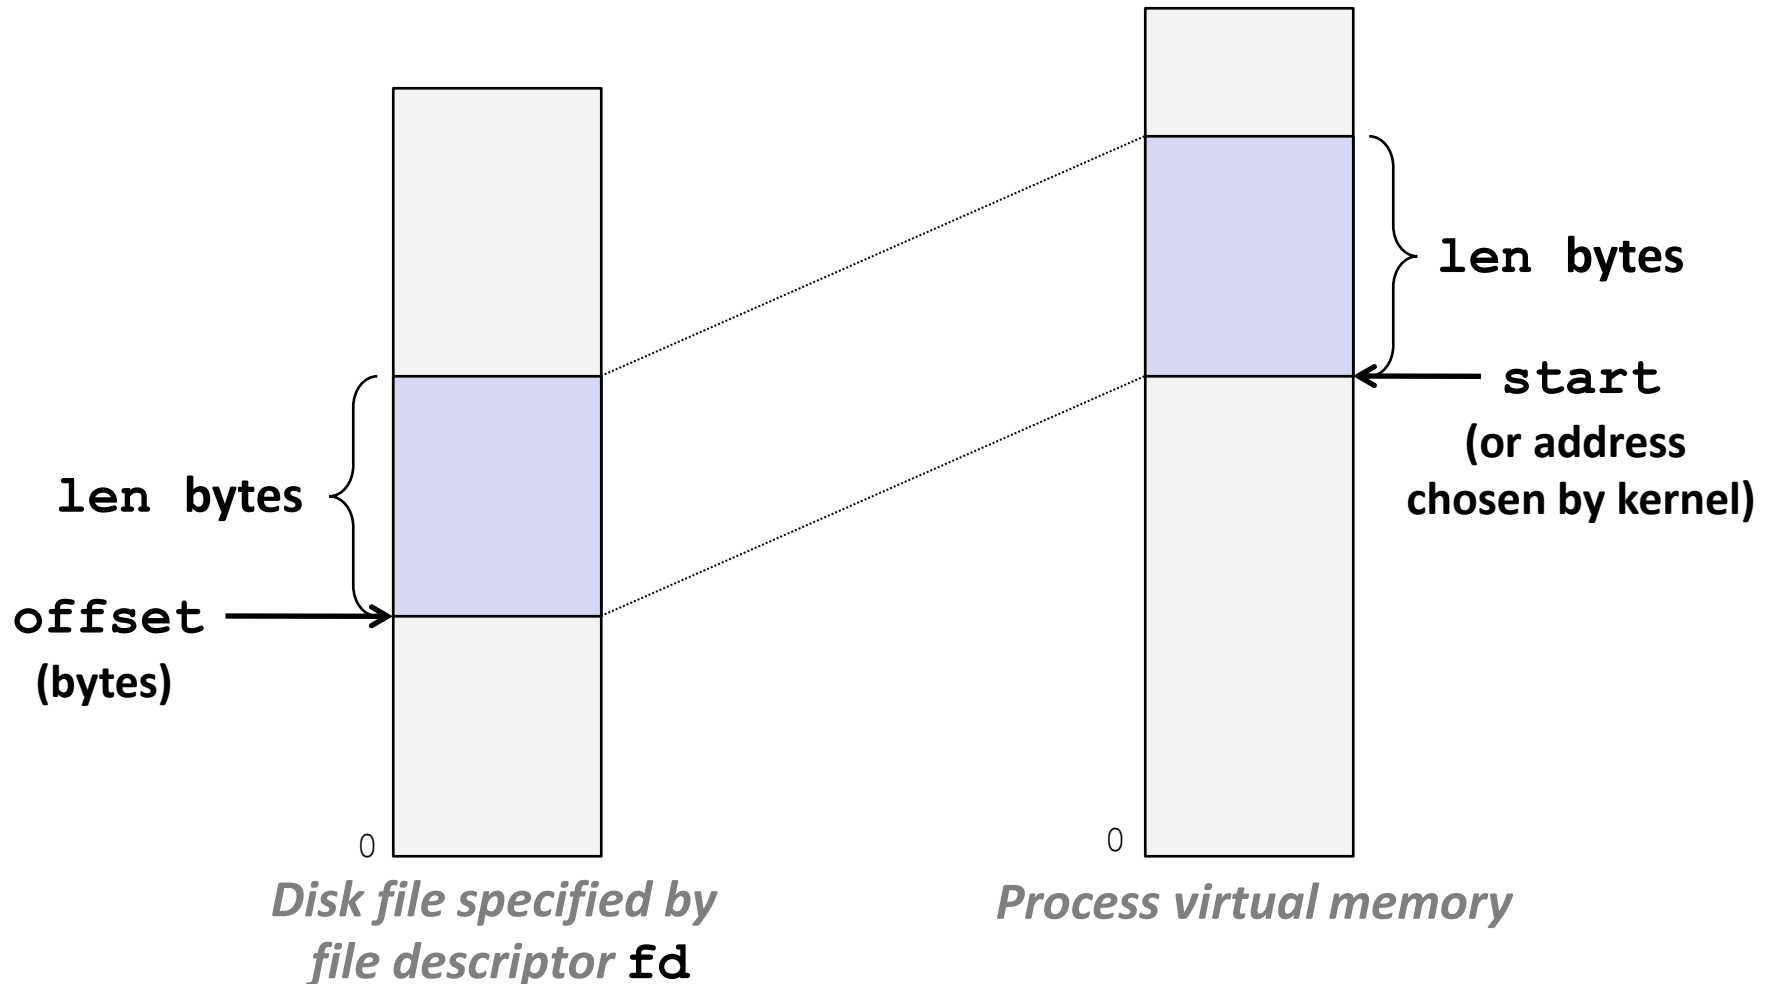 len bytes
start
(or address
chosen by kernel)
len bytes
offset
(bytes)
0
0
Disk file specified by
file descriptor fd
Process virtual memory